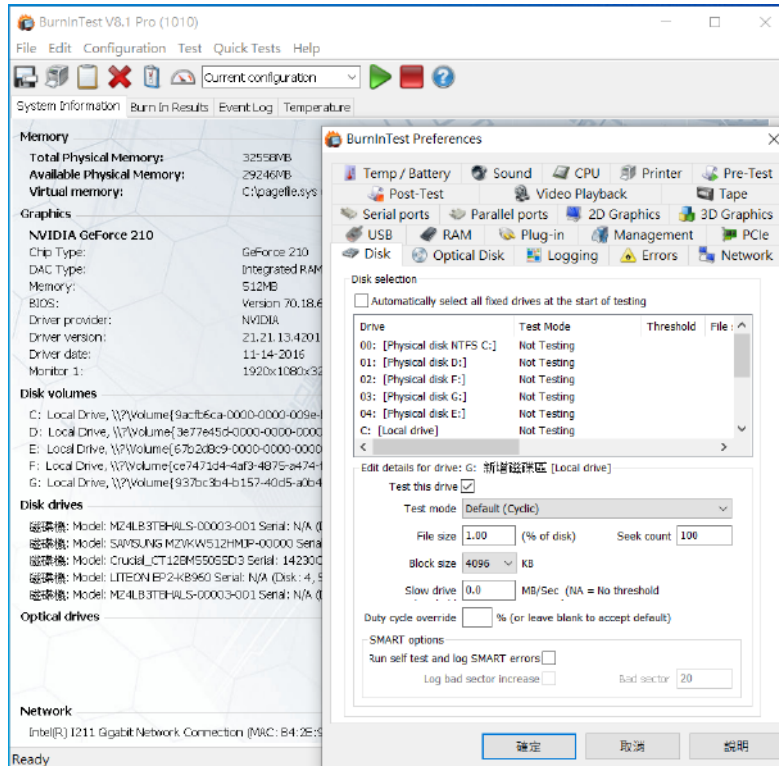 BurnInTest V8.1 Pro (1010)
File Edit Configuration Test Quick Tests Help
Current configuration
System Information Burn In Results Event Log Temperature
Memory
Total Physical Memory: 32558MB
Available Physical Memory: 29246MB
Virtual memory: C:\pagefile.sys
Graphics
NVIDIA GeForce 210
Chip Type: GeForce 210
DAC Type: Integrated RAM
Memory: 512MB
BIOS: Version 70.18.6
Driver provider: NVIDIA
Driver version: 21.21.13.4201
Driver date: 11-14-2016
Monitor 1: 1920x1080x32
Disk volumes
C: Local Drive, \\?\Volume{9acfb6ca-0000-0000-009e-
D: Local Drive, \\?\Volume{3e77e45d-0000-0000-0000
E: Local Drive, \\?\Volume{67b2d8c9-0000-0000-0000
F: Local Drive, \\?\Volume{ce7471d4-4af3-4875-a474-
G: Local Drive, \\?\Volume{937bc3b4-b157-40d5-a0b4
Disk drives
磁碟機: Model: MZ4LB3T8HALS-00003-001 Serial: N/A
磁碟機: Model: SAMSUNG MZVKW512HMJP-00000 Seria
磁碟機: Model: Crucial_CT128M550SSD3 Serial: 14230C
磁碟機: Model: LITEON EP2-KB960 Serial: N/A (Disk: 4, S
磁碟機: Model: MZ4LB3T8HALS-00003-001 Serial: N/A
Optical drives
Network
Intel(R) I211 Gigabit Network Connection (MAC: B4:2E:9
Ready
BurnInTest Preferences
Temp / Battery Sound CPU Printer Pre-Test
Post-Test Video Playback Tape
Serial ports Parallel ports 2D Graphics 3D Graphics
USB RAM Plug-in Management PCIe
Disk Optical Disk Logging Errors Network
Disk selection
Automatically select all fixed drives at the start of testing
Drive Test Mode Threshold File
00: [Physical disk NTFS C:] Not Testing
01: [Physical disk D:] Not Testing
02: [Physical disk F:] Not Testing
03: [Physical disk G:] Not Testing
04: [Physical disk E:] Not Testing
C: [Local drive] Not Testing
Edit details for drive: G: 新增磁碟區 [Local drive]
Test this drive
Test mode Default (Cyclic)
File size 1.00 (% of disk) Seek count 100
Block size 4096 KB
Slow drive 0.0 MB/Sec (NA = No threshold
Duty cycle override % (or leave blank to accept default)
SMART options
Run self test and log SMART errors
Log bad sector increase Bad sector 20
確定 取消 說明